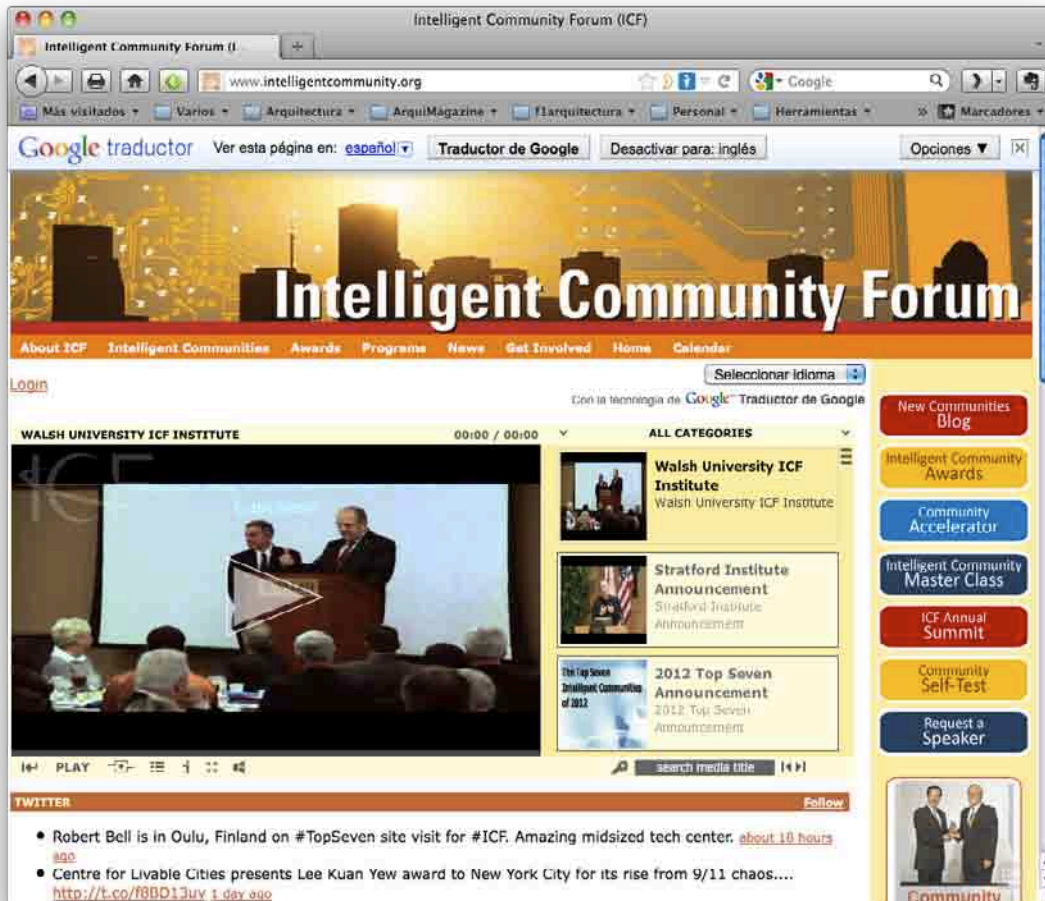 Intelligent Community Forum (ICF)
Intelligent Community Forum (I...
www.intelligentcommunity.org
Google
Más visitados
Varios
Arquitectura
ArquiMagazine
f1arquitectura
Personal
Herramientas
Marcadores
Google traductor
Ver esta página en: español
Traductor de Google
Desactivar para: inglés
Opciones ▼
Intelligent Community Forum
About ICF
Intelligent Communities
Awards
Programs
News
Get Involved
Home
Calendar
Login
Seleccionar idioma
Con la tecnología de Google™ Traductor de Google
WALSH UNIVERSITY ICF INSTITUTE
00:00 / 00:00
ICF
ALL CATEGORIES
Walsh University ICF
Institute
Walsh University ICF Institute
Stratford Institute
Announcement
Stratford Institute
Announcement
The Top Seven
Intelligent Communities
of 2012
2012 Top Seven
Announcement
2012 Top Seven
Announcement
PLAY
search media title
New Communities
Blog
Intelligent Community
Awards
Community
Accelerator
Intelligent Community
Master Class
ICF Annual
Summit
Community
Self-Test
Request a
Speaker
Community
TWITTER
Follow
Robert Bell is in Oulu, Finland on #TopSeven site visit for #ICF. Amazing midsized tech center. about 18 hours
ago
Centre for Livable Cities presents Lee Kuan Yew award to New York City for its rise from 9/11 chaos....
http://t.co/f8BD13uv 1 day ago